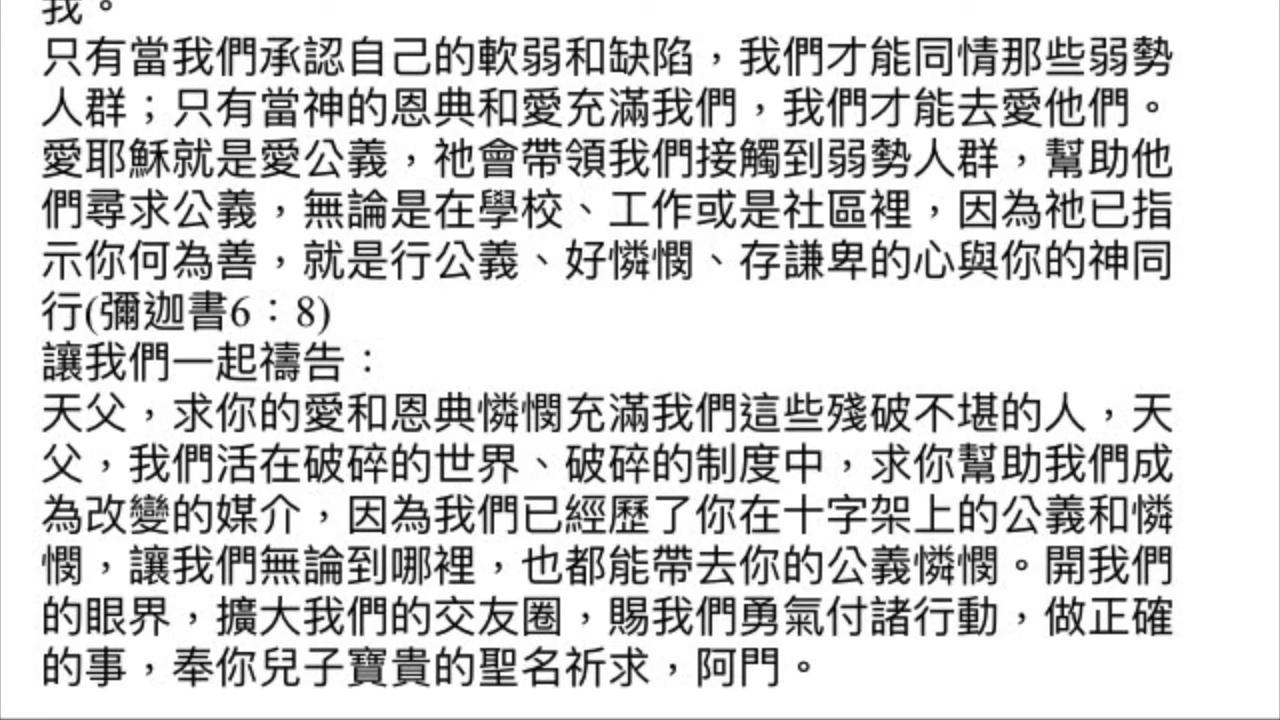 我。
只有當我們承認自己的軟弱和缺陷，我們才能同情那些弱勢
人群；只有當神的恩典和愛充滿我們，我們才能去愛他們。
愛耶穌就是愛公義，祂會帶領我們接觸到弱勢人群，幫助他
們尋求公義，無論是在學校、工作或是社區裡，因為祂已指
示你何為善，就是行公義、好憐憫、存謙卑的心與你的神同
行(彌迦書6：8)
讓我們一起禱告：
天父，求你的愛和恩典憐憫充滿我們這些殘破不堪的人，天
父，我們活在破碎的世界、破碎的制度中，求你幫助我們成
為改變的媒介，因為我們已經歷了你在十字架上的公義和憐
憫，讓我們無論到哪裡，也都能帶去你的公義憐憫。開我們
的眼界，擴大我們的交友圈，賜我們勇氣付諸行動，做正確
的事，奉你兒子寶貴的聖名祈求，阿門。